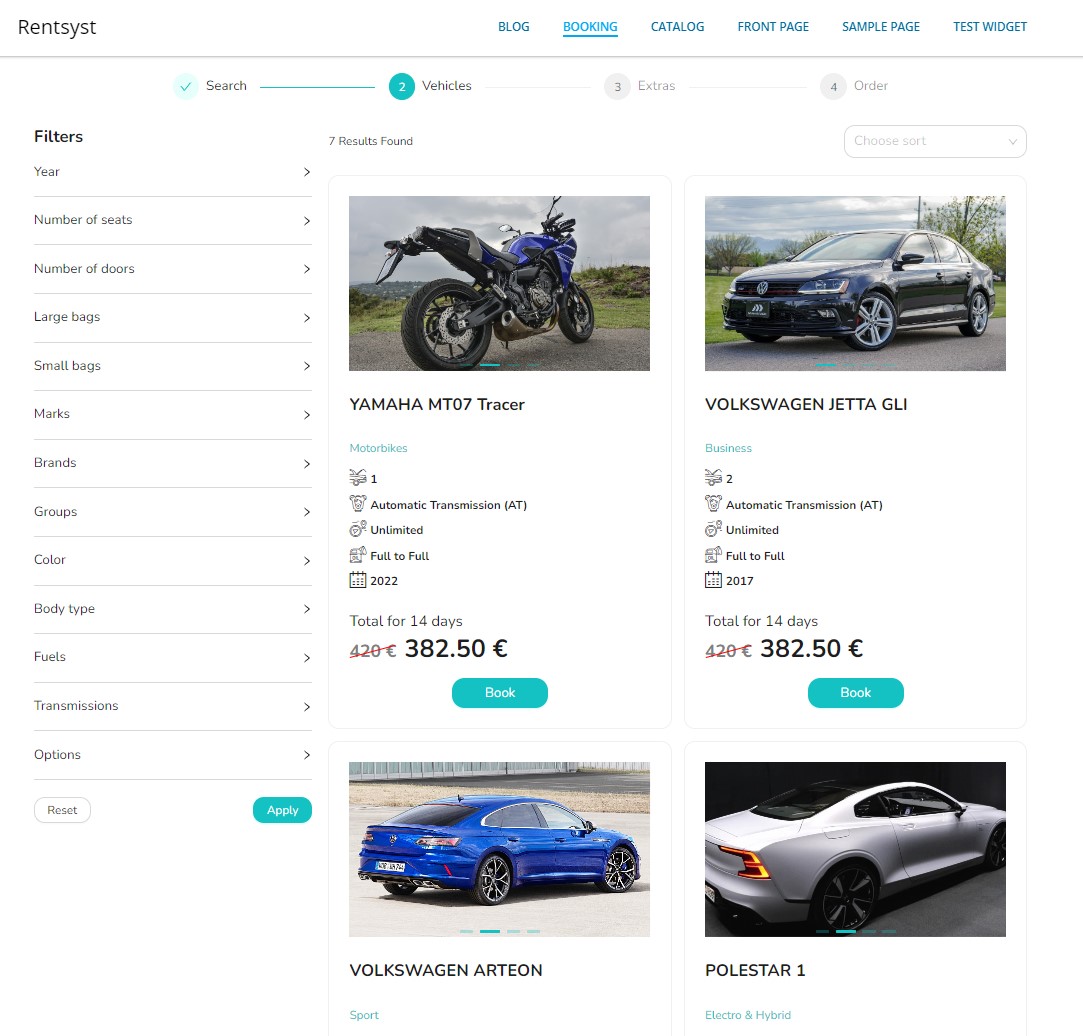 Rentsyst
BLOG BOOKING CATALOG FRONT PAGE SAMPLE PAGE TEST WIDGET
Search 2 Vehicles 3 Extras 4 Order
Filters
Year
Number of seats
Number of doors
Large bags
Small bags
Marks
Brands
Groups
Color
Body type
Fuels
Transmissions
Options
Reset Apply
7 Results Found Choose sort
YAMAHA MT07 Tracer
Motorbikes
1
Automatic Transmission (AT)
Unlimited
Full to Full
2022
Total for 14 days
420 € 382.50 €
Book
VOLKSWAGEN JETTA GLI
Business
2
Automatic Transmission (AT)
Unlimited
Full to Full
2017
Total for 14 days
420 € 382.50 €
Book
VOLKSWAGEN ARTEON
Sport
POLESTAR 1
Electro & Hybrid